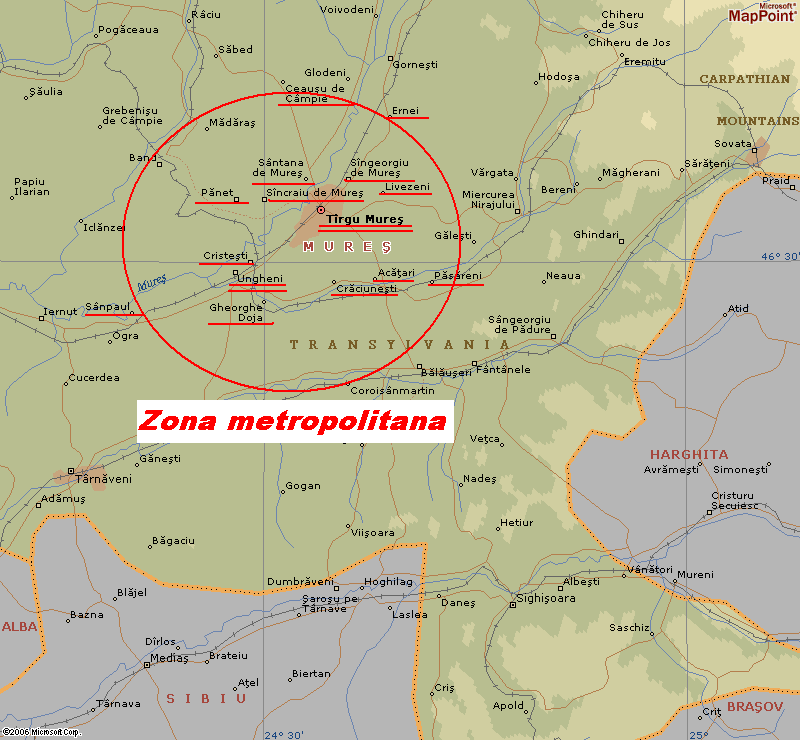 Microsoft®
MapPoint®
Voivodeni
Râciu
Pogăceaua
Chiheru
de Sus
Chiheru de Jos
Săbed
Glodeni
Gorneşti
Eremitu
Hodoşa
CARPATHIAN
MOUNTAINS
Săulia
Ceauşu de
Câmpie
Grebenişu
de Câmpie
Ernei
Mădăraş
Band
Sovata
Sărăţeni
Praid
Papiu
Ilarian
Sântana
de Mureş
Sîngeorgiu
de Mureş
Vărgata
Măgherani
Pănet
Sîncraiu de Mureş
Livezeni
Miercurea
Nirajului
Bereni
Iclănzel
Tîrgu Mureş
MUREŞ
Găleşti
Ghindari
Cristeşti
46° 30'
Mureş
Ungheni
Acăţari
Păsăreni
Neaua
Crăciuneşti
Iernut
Sânpaul
Gheorghe
Doja
Ogra
Sângeorgiu
de Pădure
Atid
TRANSYLVANIA
Cucerdea
Bălăuşeri
Fântânele
Coroisânmartin
Zona metropolitana
Veţca
HARGHITA
Găneşti
Avrămeşti
Simoneşti
Târnăveni
Gogan
Nadeş
Adămuş
Cristuru
Secuiesc
Hetiur
Viişoara
Băgaciu
Vânători
Dumbrăveni
Hoghilag
Albeşti
Mureni
Blăjel
Şaroşu pe
Târnave
Daneş
Sighişoara
ALBA
Bazna
Laslea
Saschiz
Dîrlos
Mediaş
Brateiu
Biertan
Aţel
Criş
SIBIU
Târnava
Apold
Criţ
BRAŞOV
©2006 Microsoft Corp.
24° 30'
25°